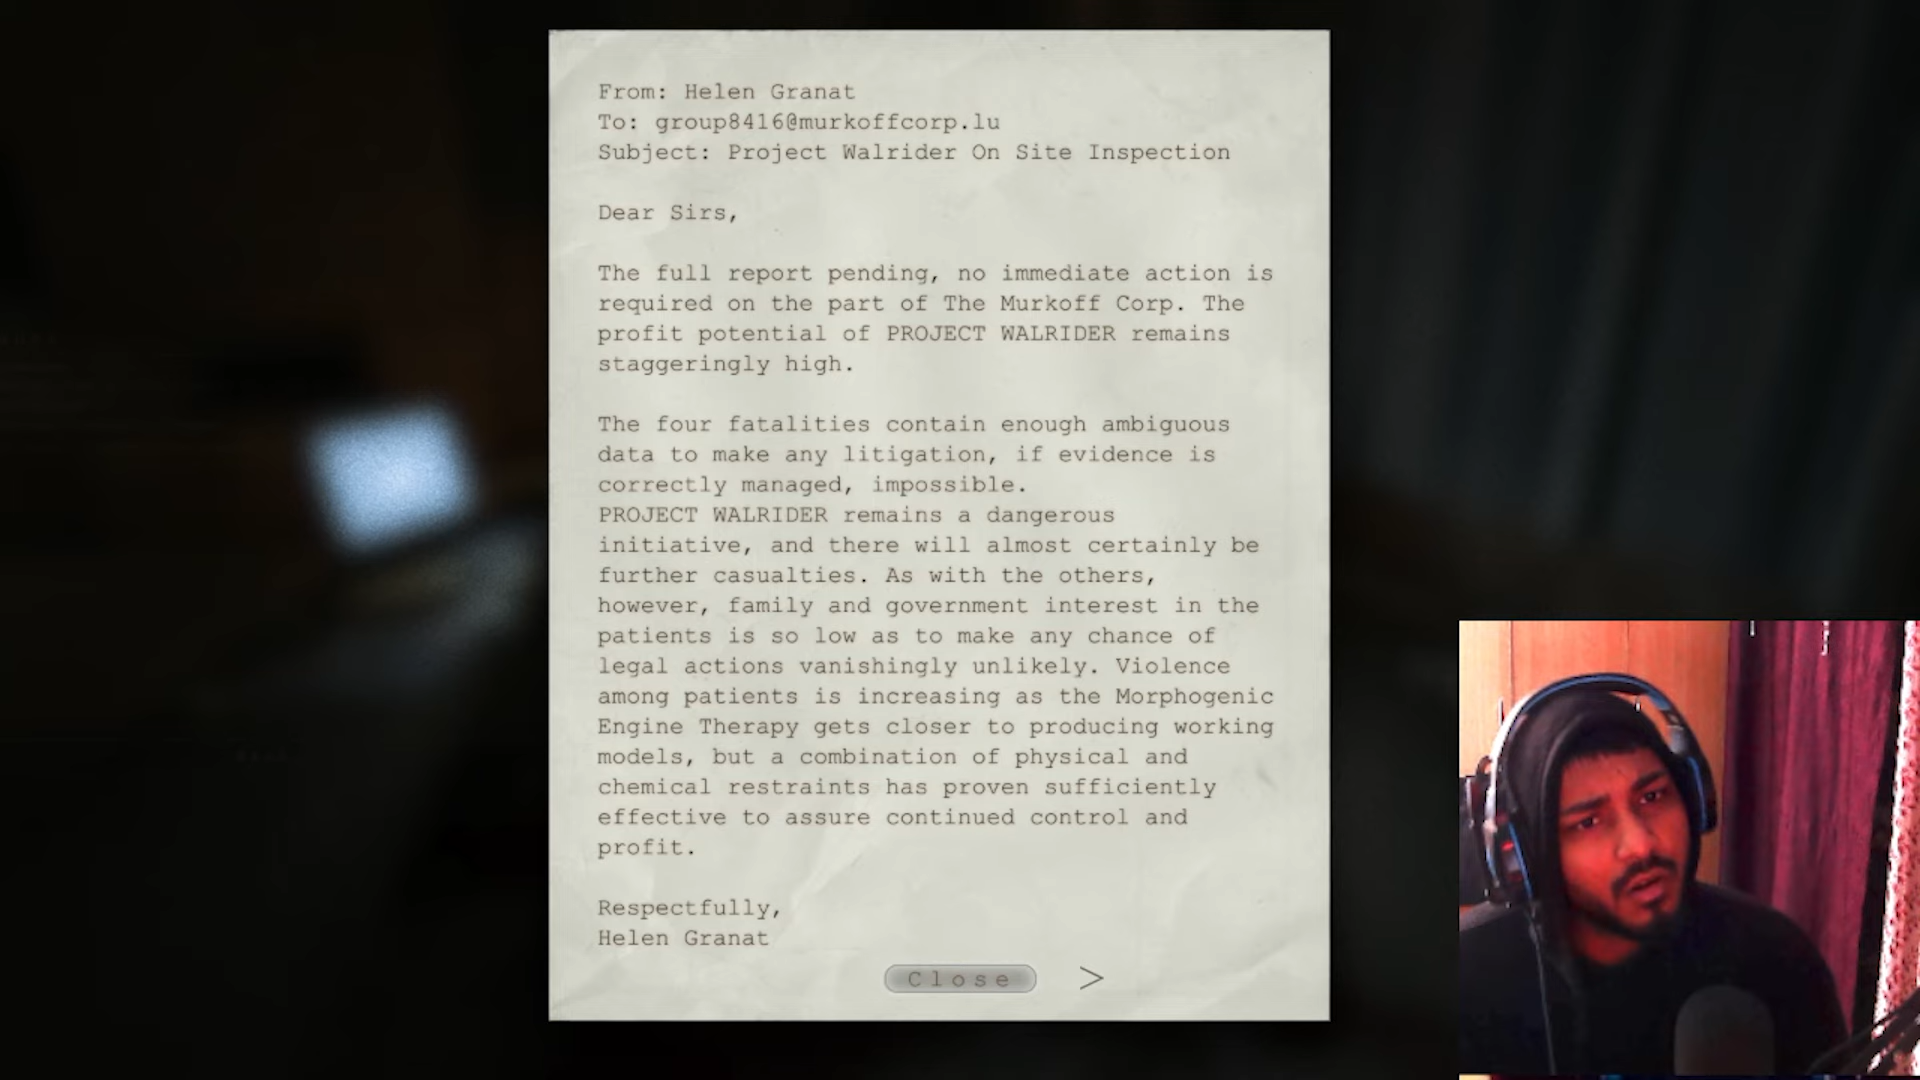 From: Helen Granat
To: group8416@murkoffcorp.lu
Subject: Project Walrider On Site Inspection
Dear Sirs,
The full report pending, no immediate action is
required on the part of The Murkoff Corp. The
profit potential of PROJECT WALRIDER remains
staggeringly high.
The four fatalities contain enough ambiguous
data to make any litigation, if evidence is
correctly managed, impossible.
PROJECT WALRIDER remains a dangerous
initiative, and there will almost certainly be
further casualties. As with the others,
however, family and government interest in the
patients is so low as to make any chance of
legal actions vanishingly unlikely. Violence
among patients is increasing as the Morphogenic
Engine Therapy gets closer to producing working
models, but a combination of physical and
chemical restraints has proven sufficiently
effective to assure continued control and
profit.
Respectfully,
Helen Granat
Close >